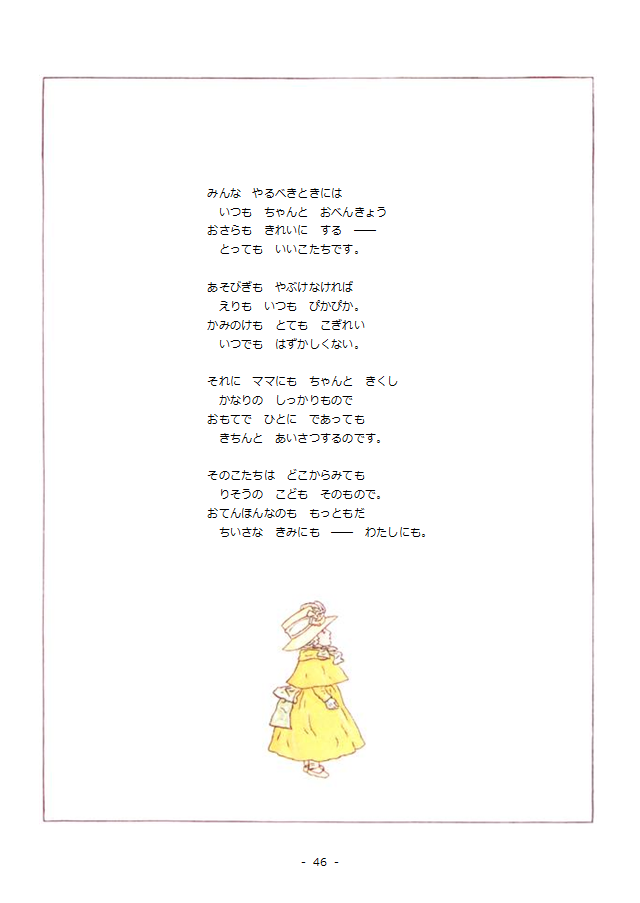 みんな　やるべきときには
　いつも　ちゃんと　おべんきょう
おさらも　きれいに　する　――
　とっても　いいこたちです。
あそびぎも　やぶけなければ
　えりも　いつも　ぴかぴか。
かみのけも　とても　こぎれい
　いつでも　はずかしくない。
それに　ママにも　ちゃんと　きくし
　かなりの　しっかりもので
おもてで　ひとに　であっても
　きちんと　あいさつするのです。
そのこたちは　どこからみても
　りそうの　こども　そのもので。
おてんほんなのも　もっともだ
　ちいさな　きみにも　――　わたしにも。
- 46 -